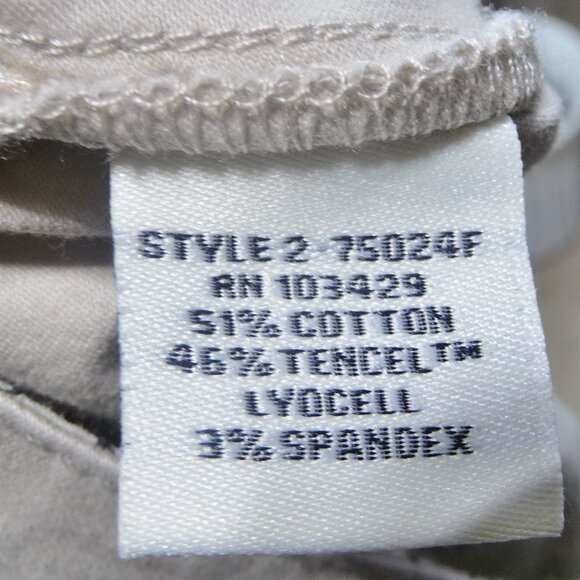 STYLE 2-75024F
RN 103429
51% COTTON
46% TENCEL™
LYOCELL
3% SPANDEX